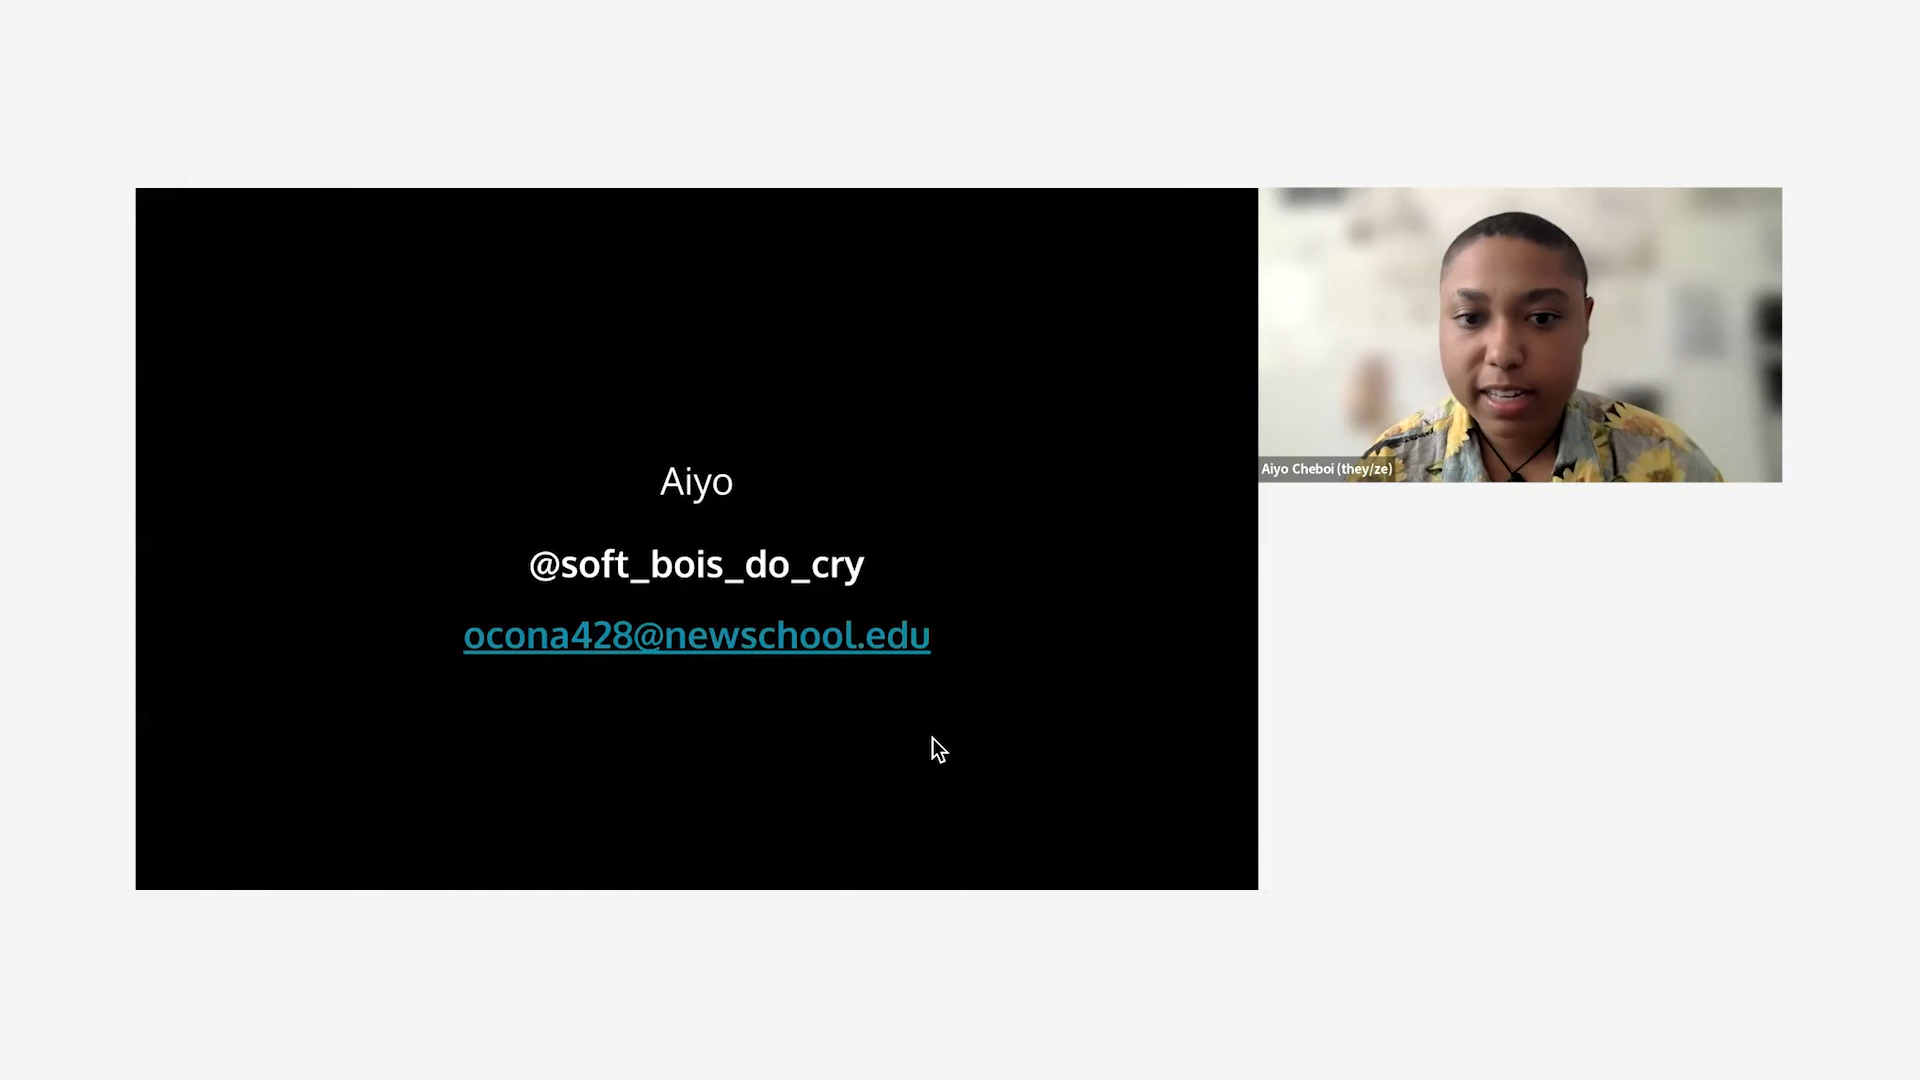 Aiyo
@soft_bois_do_cry
ocona428@newschool.edu
Aiyo Cheboi (they/ze)